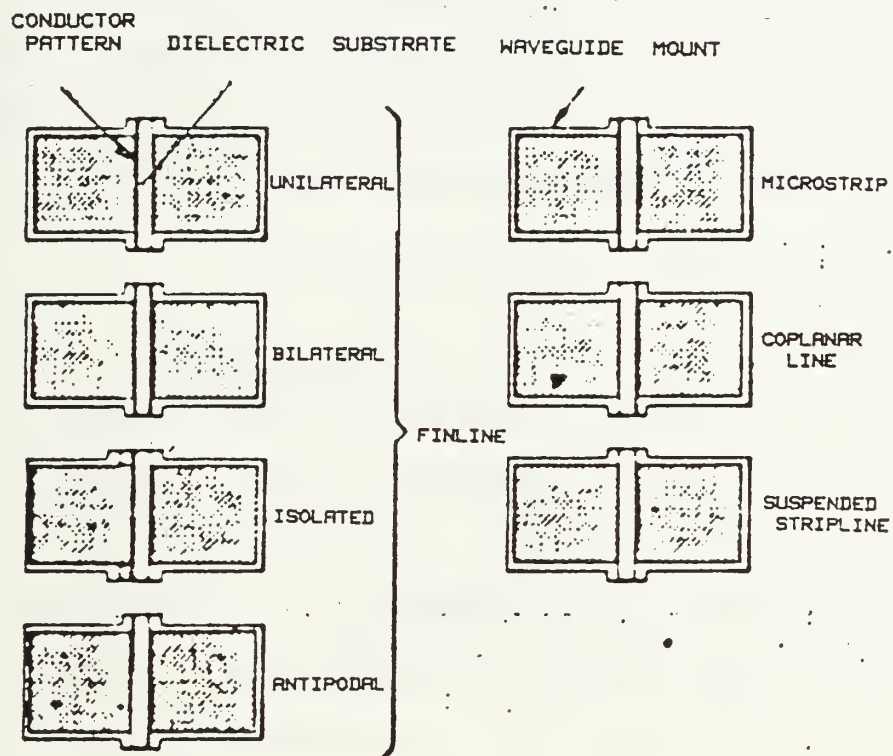 CONDUCTOR
PATTERN
DIELECTRIC SUBSTRATE
WAVEGUIDE MOUNT
UNILATERAL
BILATERAL
ISOLATED
ANTIPODAL
FINLINE
MICROSTRIP
COPLANAR
LINE
SUSPENDED
STRIPLINE